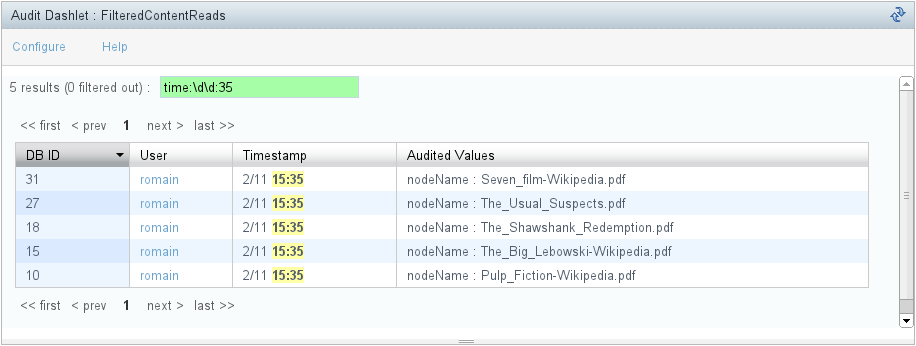 Audit Dashlet : FilteredContentReads
Configure Help
5 results (0 filtered out) : time:\d\d:35
<< first < prev 1 next > last >>
DB ID User Timestamp Audited Values
31 romain 2/11 15:35 nodeName : Seven_film-Wikipedia.pdf
27 romain 2/11 15:35 nodeName : The_Usual_Suspects.pdf
18 romain 2/11 15:35 nodeName : The_Shawshank_Redemption.pdf
15 romain 2/11 15:35 nodeName : The_Big_Lebowski-Wikipedia.pdf
10 romain 2/11 15:35 nodeName : Pulp_Fiction-Wikipedia.pdf
<< first < prev 1 next > last >>